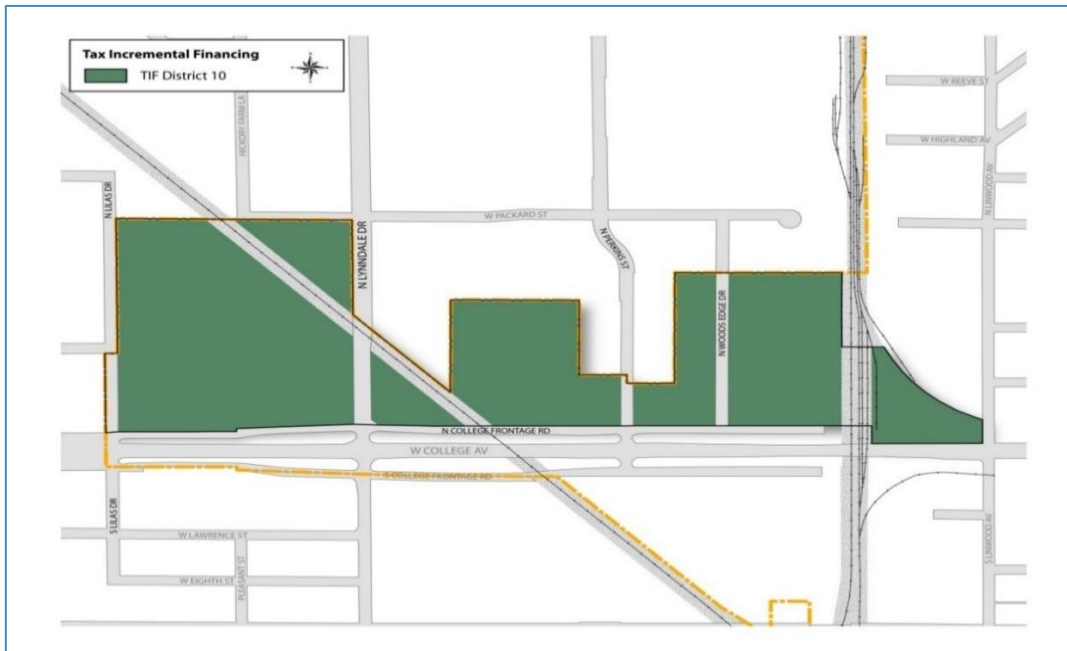 Tax Incremental Financing
TIF District 10
HICKORY FARM LA
W REEVE ST
W HIGHLAND AV
N LINWOOD AV
N LILAS DR
W PACKARD ST
N LYNNDALE DR
N PERKINS ST
N WOODS EDGE DR
N COLLEGE FRONTAGE RD
W COLLEGE AV
S COLLEGE FRONTAGE RD
S LILAS DR
W LAWRENCE ST
PLEASANT ST
W EIGHTH ST
S LINWOOD AV